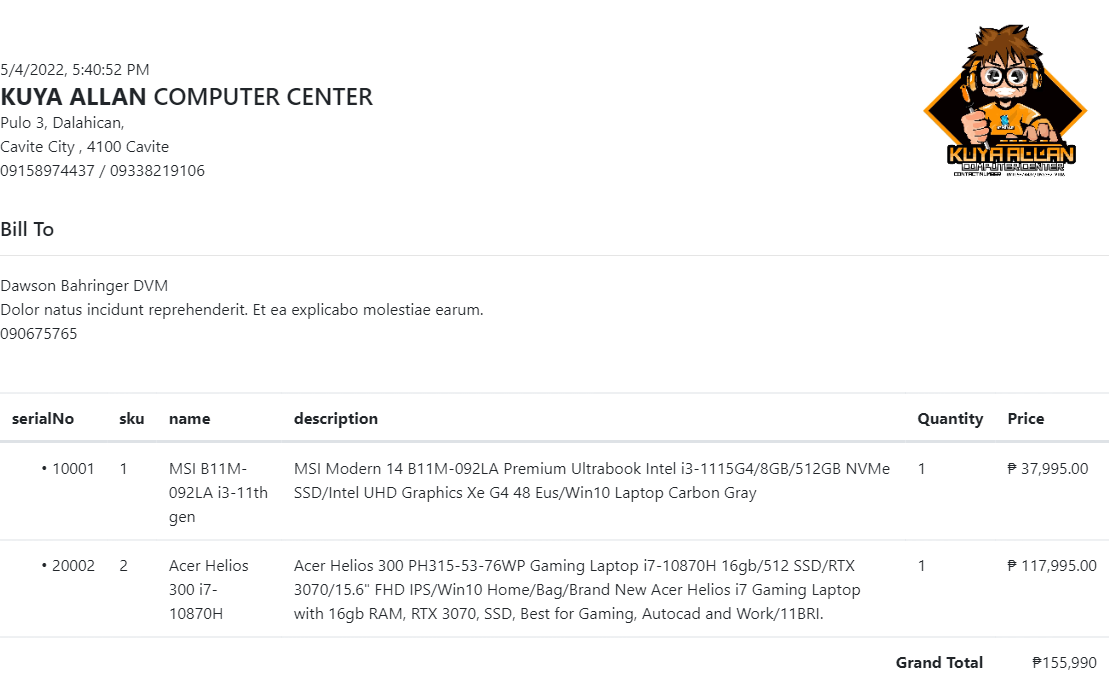 5/4/2022, 5:40:52 PM
KUYA ALLAN COMPUTER CENTER
Pulo 3, Dalahican,
Cavite City , 4100 Cavite
09158974437 / 09338219106
KUYA ALLAN
COMPUTER CENTER
CONTACT NUMBER
Bill To
Dawson Bahringer DVM
Dolor natus incidunt reprehenderit. Et ea explicabo molestiae earum.
090675765
serialNo sku name description Quantity Price
• 10001 1 MSI B11M- MSI Modern 14 B11M-092LA Premium Ultrabook Intel i3-1115G4/8GB/512GB NVMe 1 ₱ 37,995.00
092LA i3-11th SSD/Intel UHD Graphics Xe G4 48 Eus/Win10 Laptop Carbon Gray
gen
• 20002 2 Acer Helios Acer Helios 300 PH315-53-76WP Gaming Laptop i7-10870H 16gb/512 SSD/RTX 1 ₱ 117,995.00
300 i7- 3070/15.6" FHD IPS/Win10 Home/Bag/Brand New Acer Helios i7 Gaming Laptop
10870H with 16gb RAM, RTX 3070, SSD, Best for Gaming, Autocad and Work/11BRI.
Grand Total ₱155,990